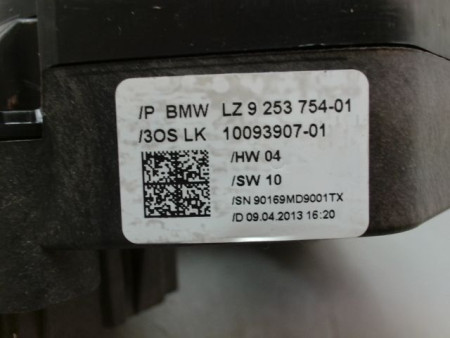 /P BMW LZ 9 253 754-01
/3OS LK 10093907-01
/HW 04
/SW 10
/SN 90169MD9001TX
/D 09.04.2013 16:20